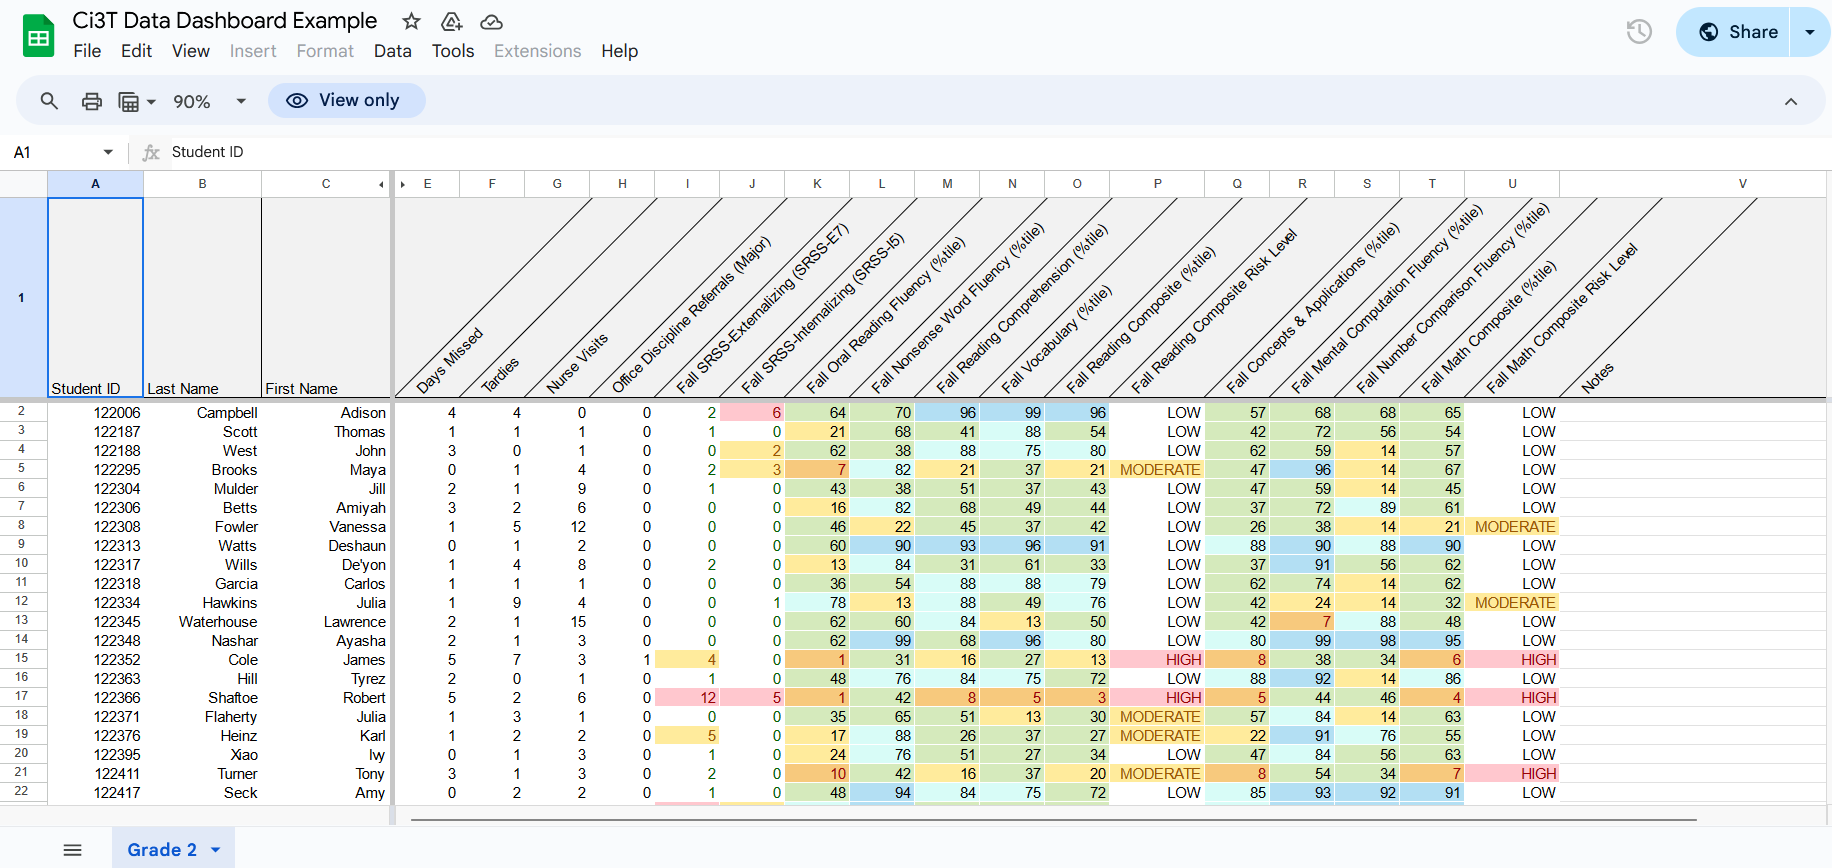 Ci3T Data Dashboard Example
File Edit View Insert Format Data Tools Extensions Help
Share
90% View only
A1 fx Student ID
A B C E F G H I J K L M N O P Q R S T U V
1 Student ID Last Name First Name Days Missed Tardies Nurse Visits Office Discipline Referrals (Major) Fall SRSS-Externalizing (SRSS-E7) Fall SRSS-Internalizing (SRSS-I5) Fall Oral Reading Fluency (%tile) Fall Nonsense Word Fluency (%tile) Fall Reading Comprehension (%tile) Fall Vocabulary (%tile) Fall Reading Composite (%tile) Fall Reading Composite Risk Level Fall Concepts & Applications (%tile) Fall Mental Computation Fluency (%tile) Fall Number Comparison Fluency (%tile) Fall Math Composite (%tile) Fall Math Composite Risk Level Notes
2 122006 Campbell Adison 4 4 0 0 2 6 64 70 96 99 96 LOW 57 68 68 65 LOW
3 122187 Scott Thomas 1 1 1 0 1 0 21 68 41 88 54 LOW 42 72 56 54 LOW
4 122188 West John 3 0 1 0 0 2 62 38 88 75 80 LOW 62 59 14 57 LOW
5 122295 Brooks Maya 0 1 4 0 2 3 7 82 21 37 21 MODERATE 47 96 14 67 LOW
6 122304 Mulder Jill 2 1 9 0 1 0 43 38 51 37 43 LOW 47 59 14 45 LOW
7 122306 Betts Amiyah 3 2 6 0 0 0 16 82 68 49 44 LOW 37 72 89 61 LOW
8 122308 Fowler Vanessa 1 5 12 0 0 0 46 22 45 37 42 LOW 26 38 14 21 MODERATE
9 122313 Watts Deshaun 0 1 2 0 0 0 60 90 93 96 91 LOW 88 90 88 90 LOW
10 122317 Wills De'yon 1 4 8 0 2 0 13 84 31 61 33 LOW 37 91 56 62 LOW
11 122318 Garcia Carlos 1 1 1 0 0 0 36 54 88 88 79 LOW 62 74 14 62 LOW
12 122334 Hawkins Julia 1 9 4 0 0 1 78 13 88 49 76 LOW 42 24 14 32 MODERATE
13 122345 Waterhouse Lawrence 2 1 15 0 0 0 62 60 84 13 50 LOW 42 7 88 48 LOW
14 122348 Nashar Ayasha 2 1 3 0 0 0 62 99 68 96 80 LOW 80 99 98 95 LOW
15 122352 Cole James 5 7 3 1 4 0 1 31 16 27 13 HIGH 8 38 34 6 HIGH
16 122363 Hill Tyrez 2 0 1 0 1 0 48 76 84 75 72 LOW 88 92 14 86 LOW
17 122366 Shaftoe Robert 5 2 6 0 12 5 1 42 8 5 3 HIGH 5 44 46 4 HIGH
18 122371 Flaherty Julia 1 3 1 0 0 0 35 65 51 13 30 MODERATE 57 84 14 63 LOW
19 122376 Heinz Karl 1 2 2 0 5 0 17 88 26 37 27 MODERATE 22 91 76 55 LOW
20 122395 Xiao Ivy 0 1 3 0 1 0 24 76 51 27 34 LOW 47 84 56 63 LOW
21 122411 Turner Tony 3 1 3 0 2 0 10 42 16 37 20 MODERATE 8 54 34 7 HIGH
22 122417 Seck Amy 0 2 2 0 1 0 48 94 84 75 72 LOW 85 93 92 91 LOW
Grade 2